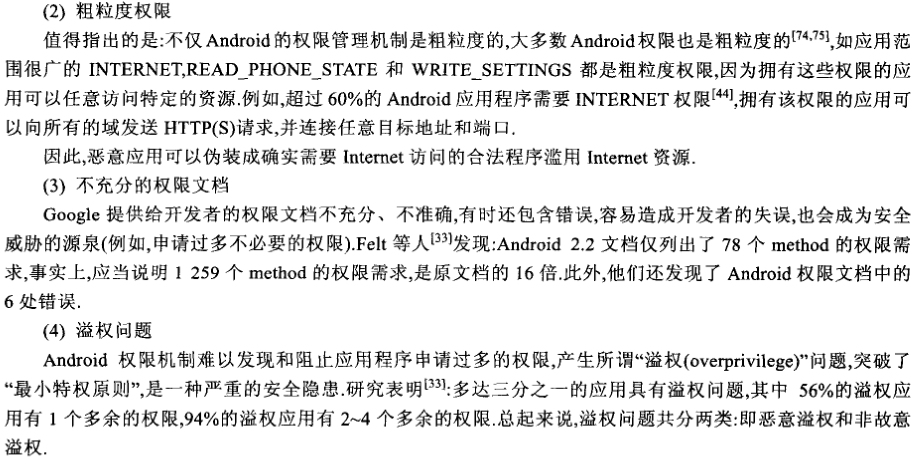 (2) 粗粒度权限
值得指出的是:不仅 Android 的权限管理机制是粗粒度的,大多数 Android 权限也是粗粒度的[74,75],如应用范
围很广的 INTERNET,READ_PHONE_STATE 和 WRITE_SETTINGS 都是粗粒度权限,因为拥有这些权限的应
用可以任意访问特定的资源.例如,超过 60%的 Android 应用程序需要 INTERNET 权限[44],拥有该权限的应用可
以向所有的域发送 HTTP(S)请求,并连接任意目标地址和端口.
因此,恶意应用可以伪装成确实需要 Internet 访问的合法程序滥用 Internet 资源.
(3) 不充分的权限文档
Google 提供给开发者的权限文档不充分、不准确,有时还包含错误,容易造成开发者的失误,也会成为安全
威胁的源泉(例如,申请过多不必要的权限).Felt 等人[33]发现:Android 2.2 文档仅列出了 78 个 method 的权限需
求,事实上,应当说明 1 259 个 method 的权限需求,是原文档的 16 倍.此外,他们还发现了 Android 权限文档中的
6 处错误.
(4) 溢权问题
Android 权限机制难以发现和阻止应用程序申请过多的权限,产生所谓“溢权(overprivilege)”问题,突破了
“最小特权原则”,是一种严重的安全隐患.研究表明[33]:多达三分之一的应用具有溢权问题,其中 56%的溢权应
用有 1 个多余的权限,94%的溢权应用有 2~4 个多余的权限.总起来说,溢权问题共分两类:即恶意溢权和非故意
溢权.